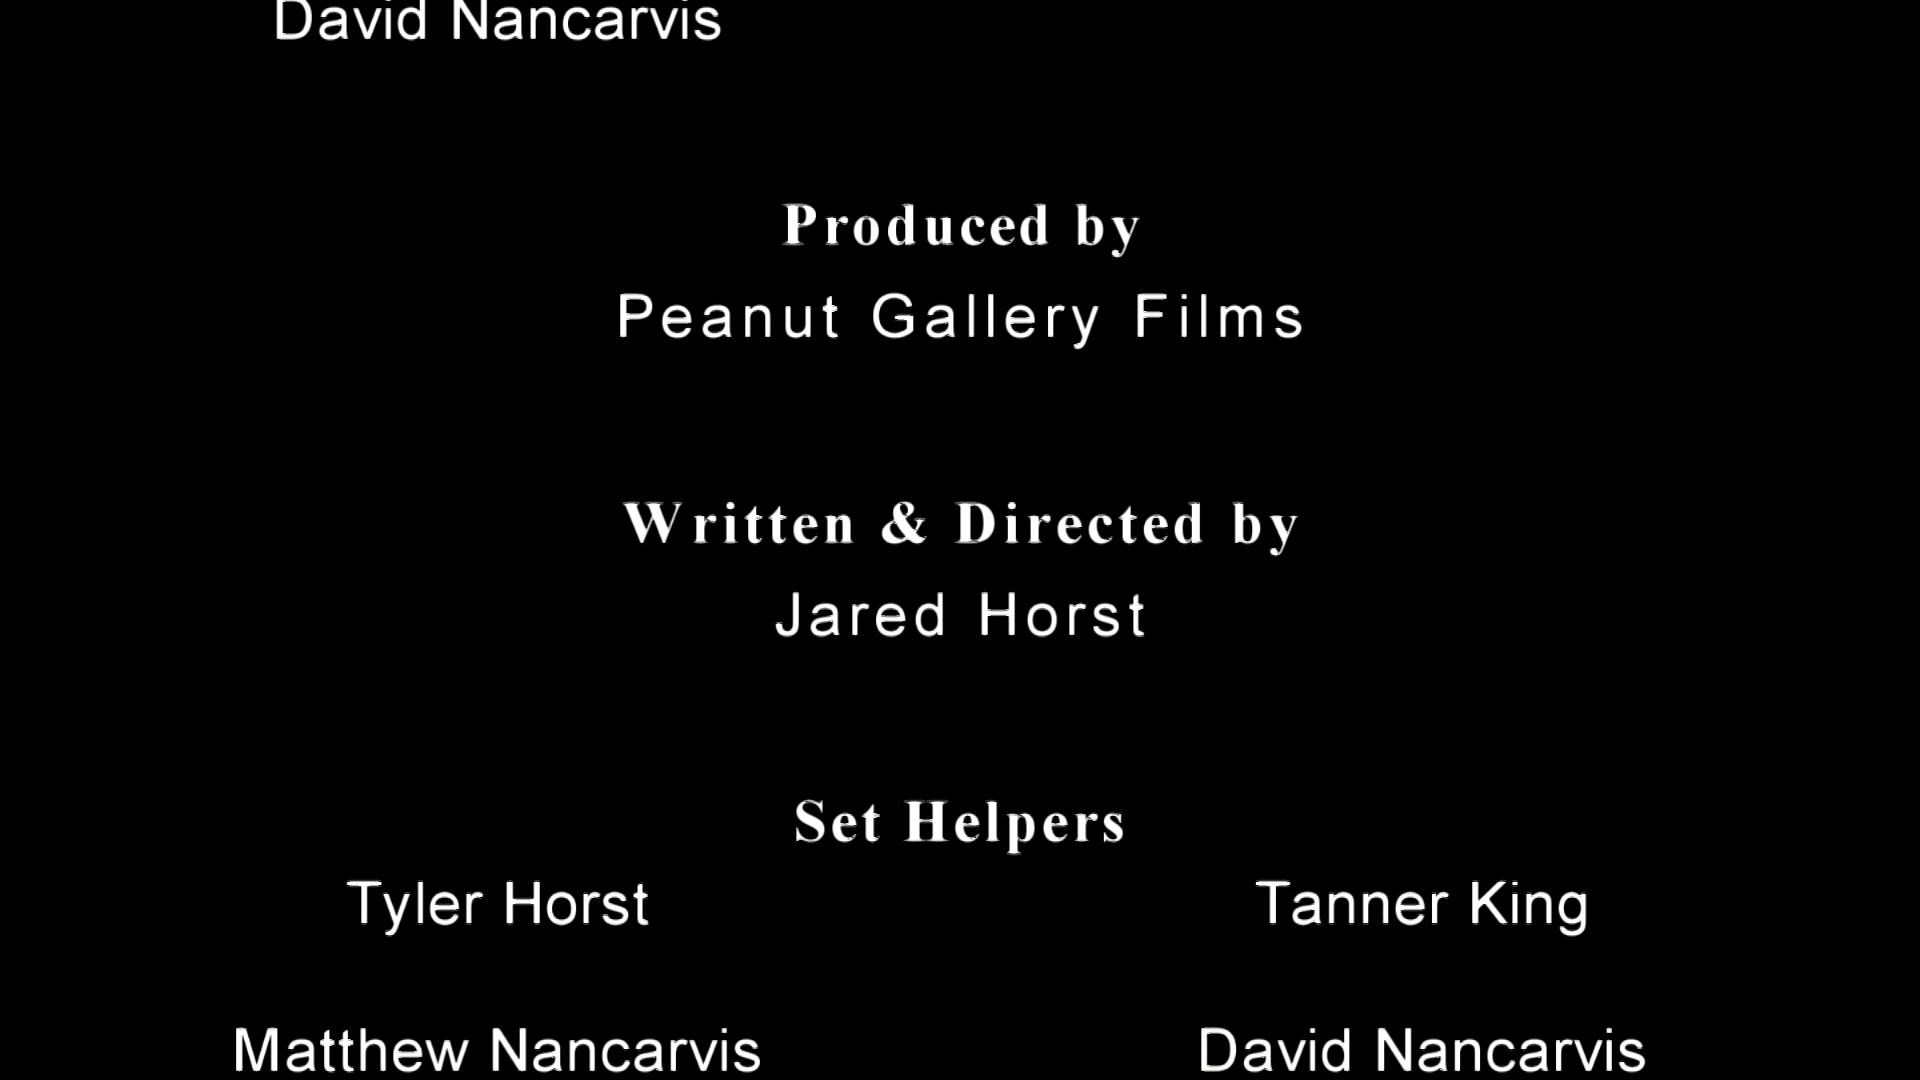 David Nancarvis
Produced by
Peanut Gallery Films
Written & Directed by
Jared Horst
Set Helpers
Tyler Horst Tanner King
Matthew Nancarvis David Nancarvis